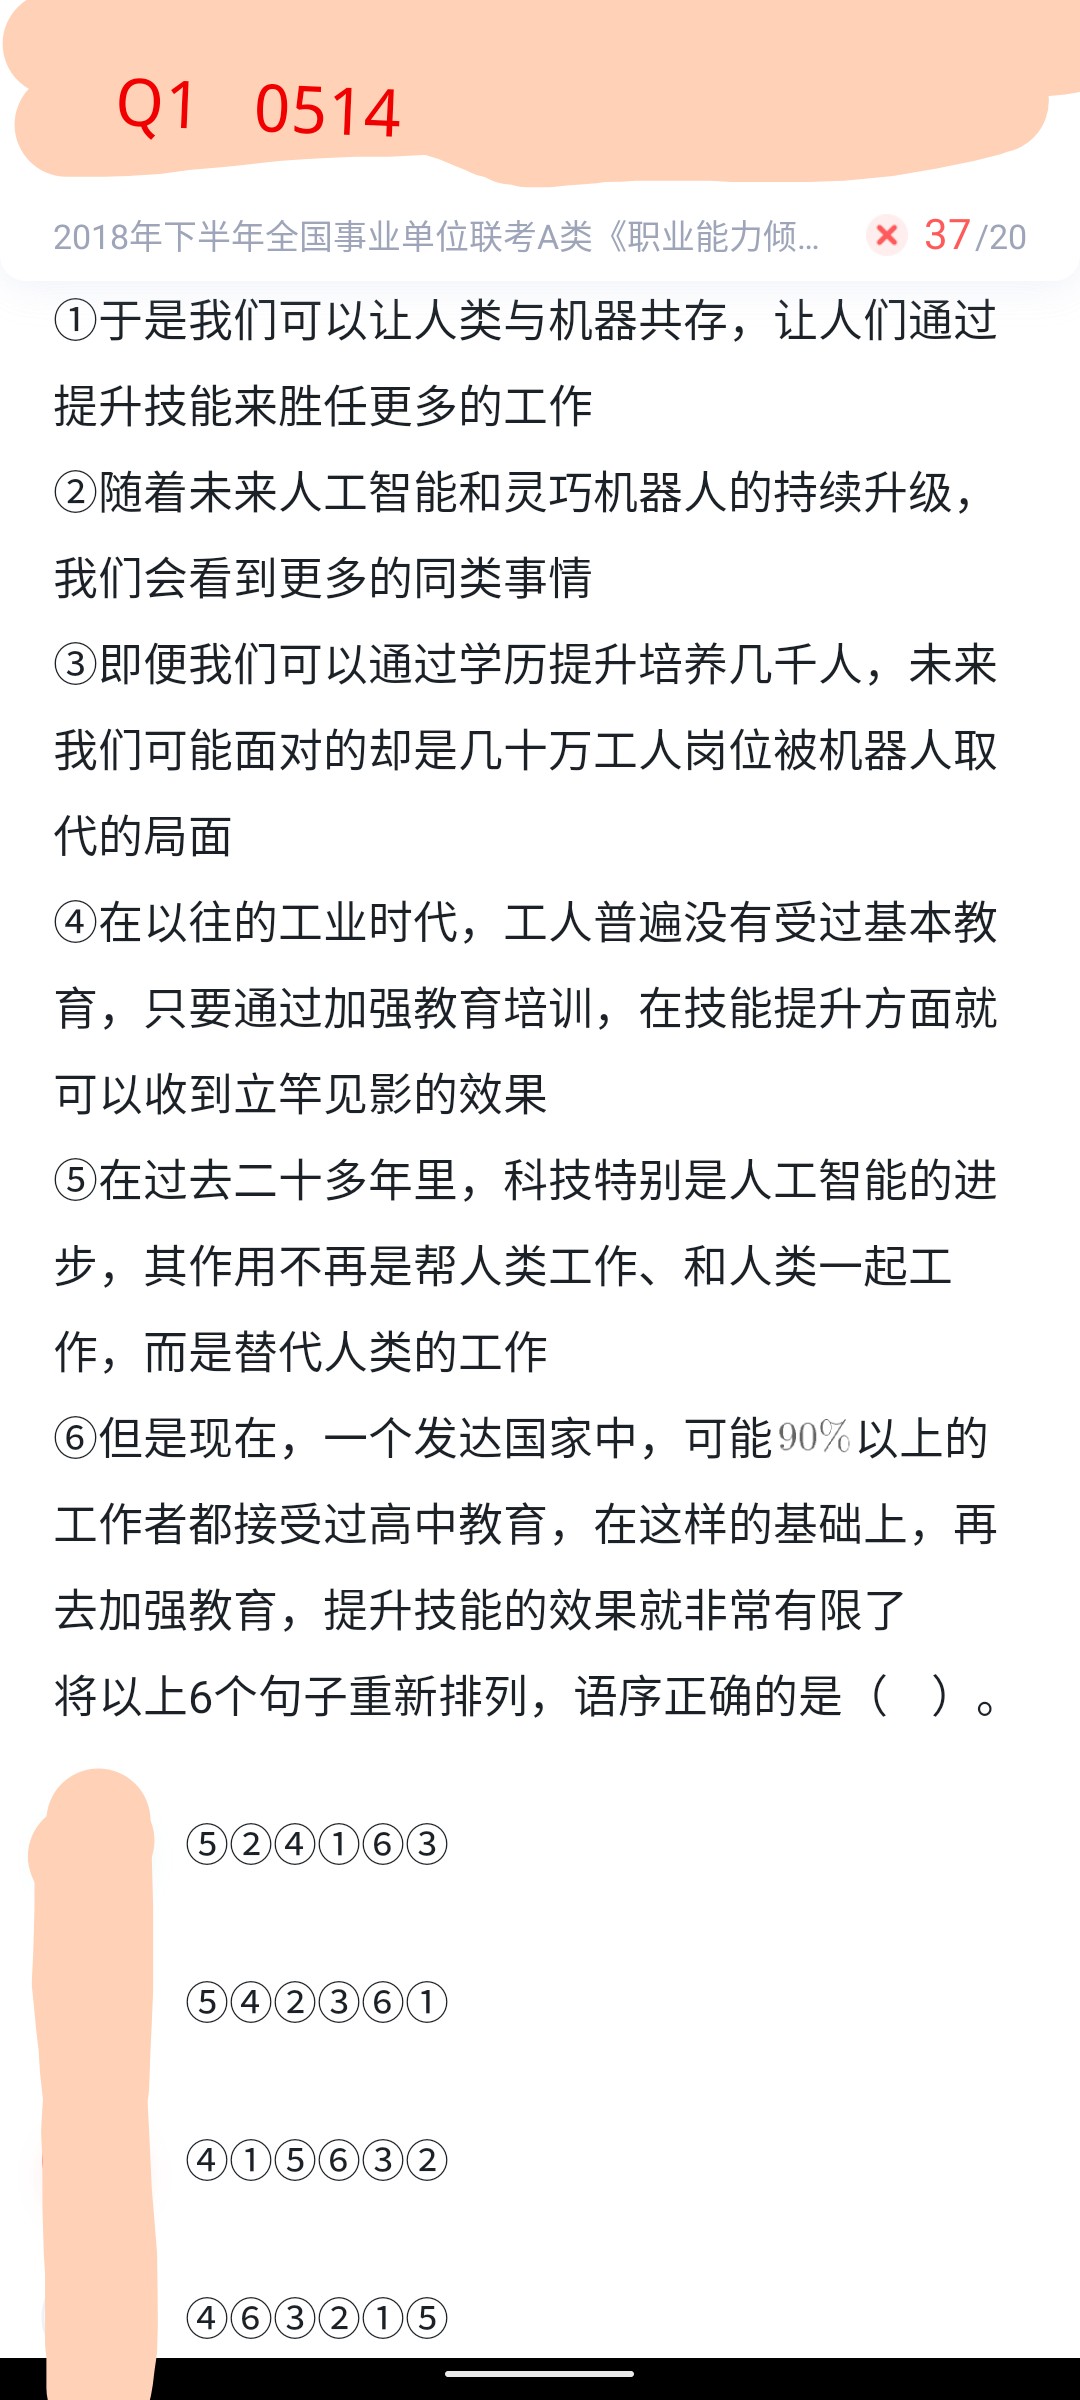 Q1 0514
2018年下半年全国事业单位联考A类《职业能力倾... 37/20
①于是我们可以让人类与机器共存，让人们通过
提升技能来胜任更多的工作
②随着未来人工智能和灵巧机器人的持续升级，
我们会看到更多的同类事情
③即便我们可以通过学历提升培养几千人，未来
我们可能面对的却是几十万工人岗位被机器人取
代的局面
④在以往的工业时代，工人普遍没有受过基本教
育，只要通过加强教育培训，在技能提升方面就
可以收到立竿见影的效果
⑤在过去二十多年里，科技特别是人工智能的进
步，其作用不再是帮人类工作、和人类一起工
作，而是替代人类的工作
⑥但是现在，一个发达国家中，可能90%以上的
工作者都接受过高中教育，在这样的基础上，再
去加强教育，提升技能的效果就非常有限了
将以上6个句子重新排列，语序正确的是（ ）。
⑤②④①⑥③
⑤④②③⑥①
④①⑤⑥③②
④⑥③②①⑤